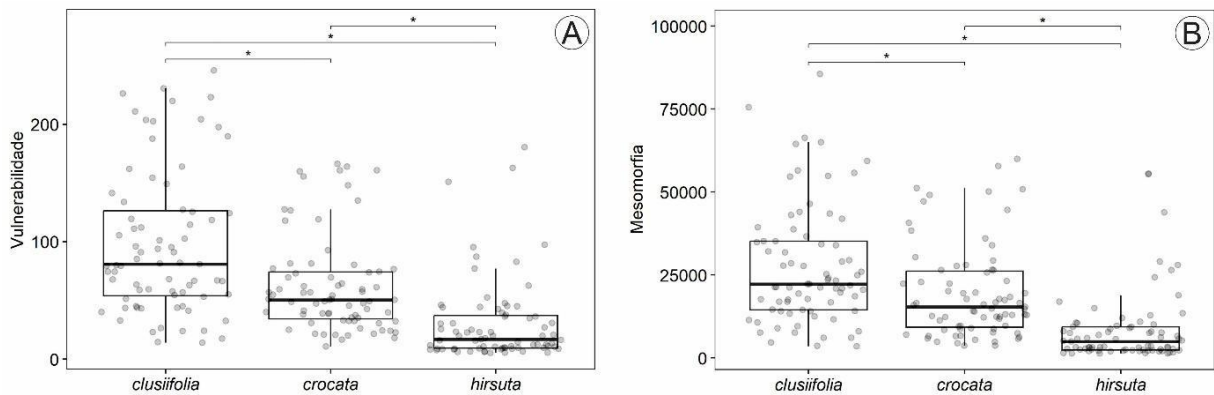 A
Vulnerabilidade
200
100
0
* * *
clusiifolia crocata hirsuta
B
Mesomorfia
100000
75000
50000
25000
0
* * *
clusiifolia crocata hirsuta